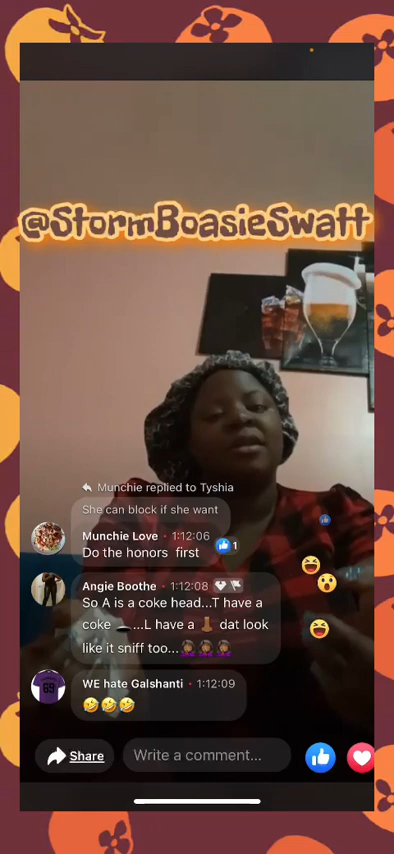 @StormBoasieSwatt
Munchie replied to Tyshia
She can block if she want
Munchie Love • 1:12:06
Do the honors first
1
Angie Boothe • 1:12:08
So A is a coke head...T have a
coke 🕳️...L have a 👃🏾 dat look
like it sniff too...🤷🏾‍♀️🤷🏾‍♀️🤷🏾‍♀️
69
WE hate Galshanti • 1:12:09
🤣🤣🤣
Share
Write a comment...